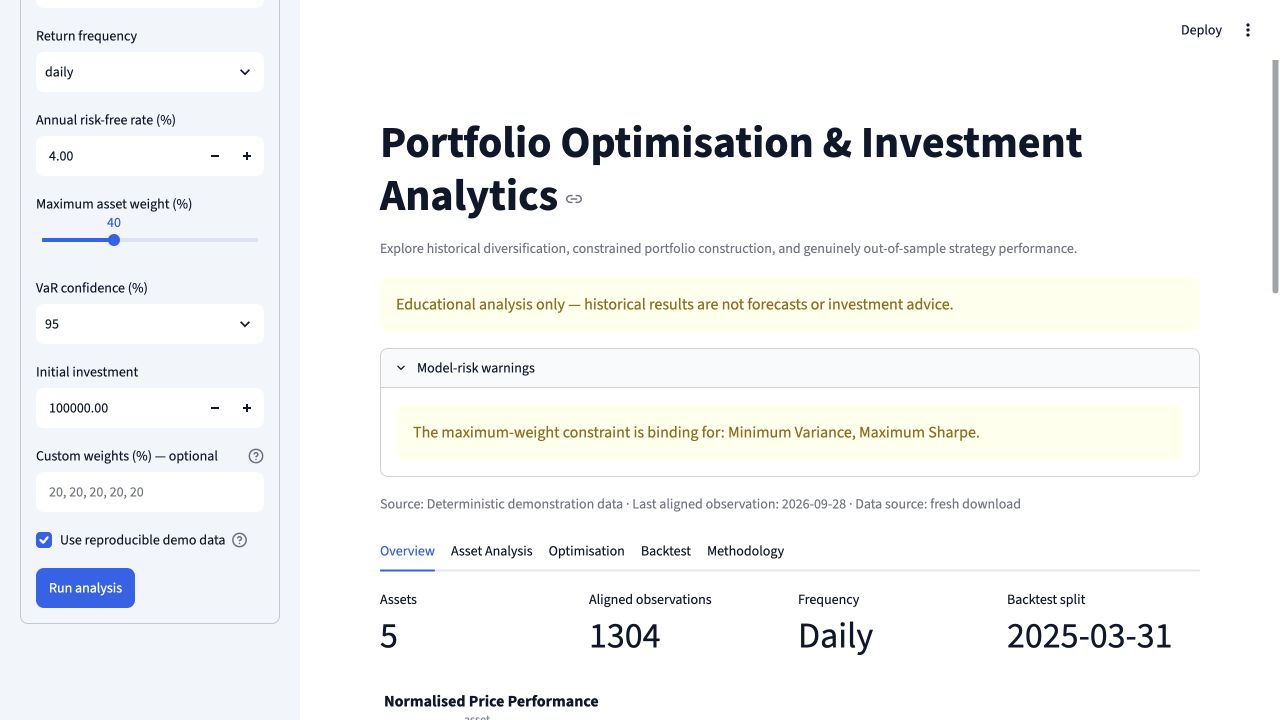 Return frequency
daily
Annual risk-free rate (%)
4.00
Maximum asset weight (%)
40
VaR confidence (%)
95
Initial investment
100000.00
Custom weights (%) — optional
20, 20, 20, 20, 20
Use reproducible demo data
Run analysis
Deploy
Portfolio Optimisation & Investment
Analytics
Explore historical diversification, constrained portfolio construction, and genuinely out-of-sample strategy performance.
Educational analysis only — historical results are not forecasts or investment advice.
Model-risk warnings
The maximum-weight constraint is binding for: Minimum Variance, Maximum Sharpe.
Source: Deterministic demonstration data · Last aligned observation: 2026-09-28 · Data source: fresh download
Overview Asset Analysis Optimisation Backtest Methodology
Assets Aligned observations Frequency Backtest split
5 1304 Daily 2025-03-31
Normalised Price Performance
asset